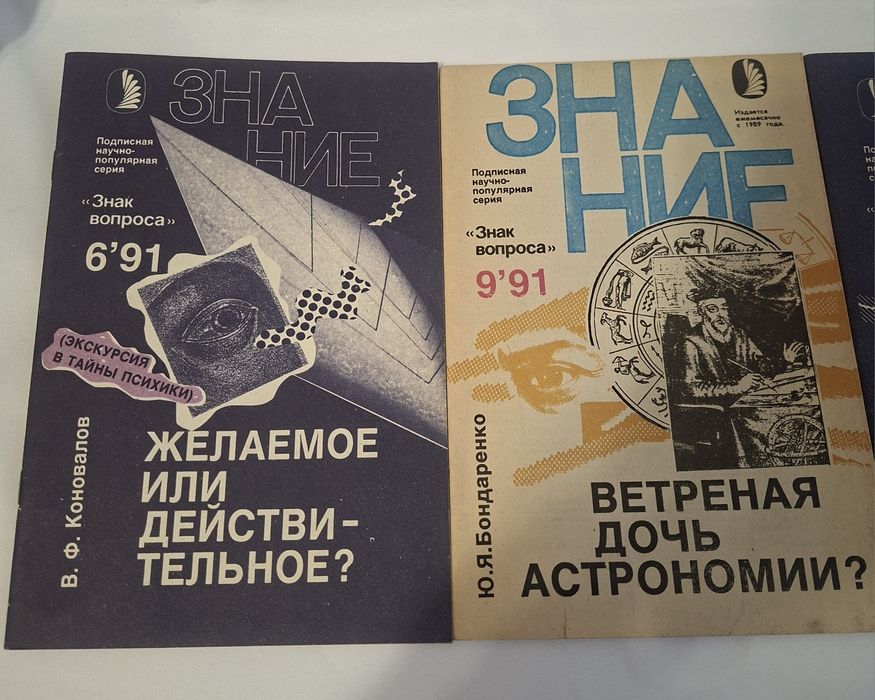 ЗНА
НИЕ
Подписная
научно-
популярная
серия
«Знак
вопроса»
6'91
(ЭКСКУРСИЯ
В ТАЙНЫ ПСИХИКИ)
В. Ф. Коновалов
ЖЕЛАЕМОЕ
ИЛИ
ДЕЙСТВИ-
ТЕЛЬНОЕ?
ЗНА
НИЕ
Издается
ежемесячно
с 1989 года.
Подписная
научно-
популярная
серия
«Знак
вопроса»
9'91
Ю.Я.Бондаренко
ВЕТРЕНАЯ
ДОЧЬ
АСТРОНОМИИ?